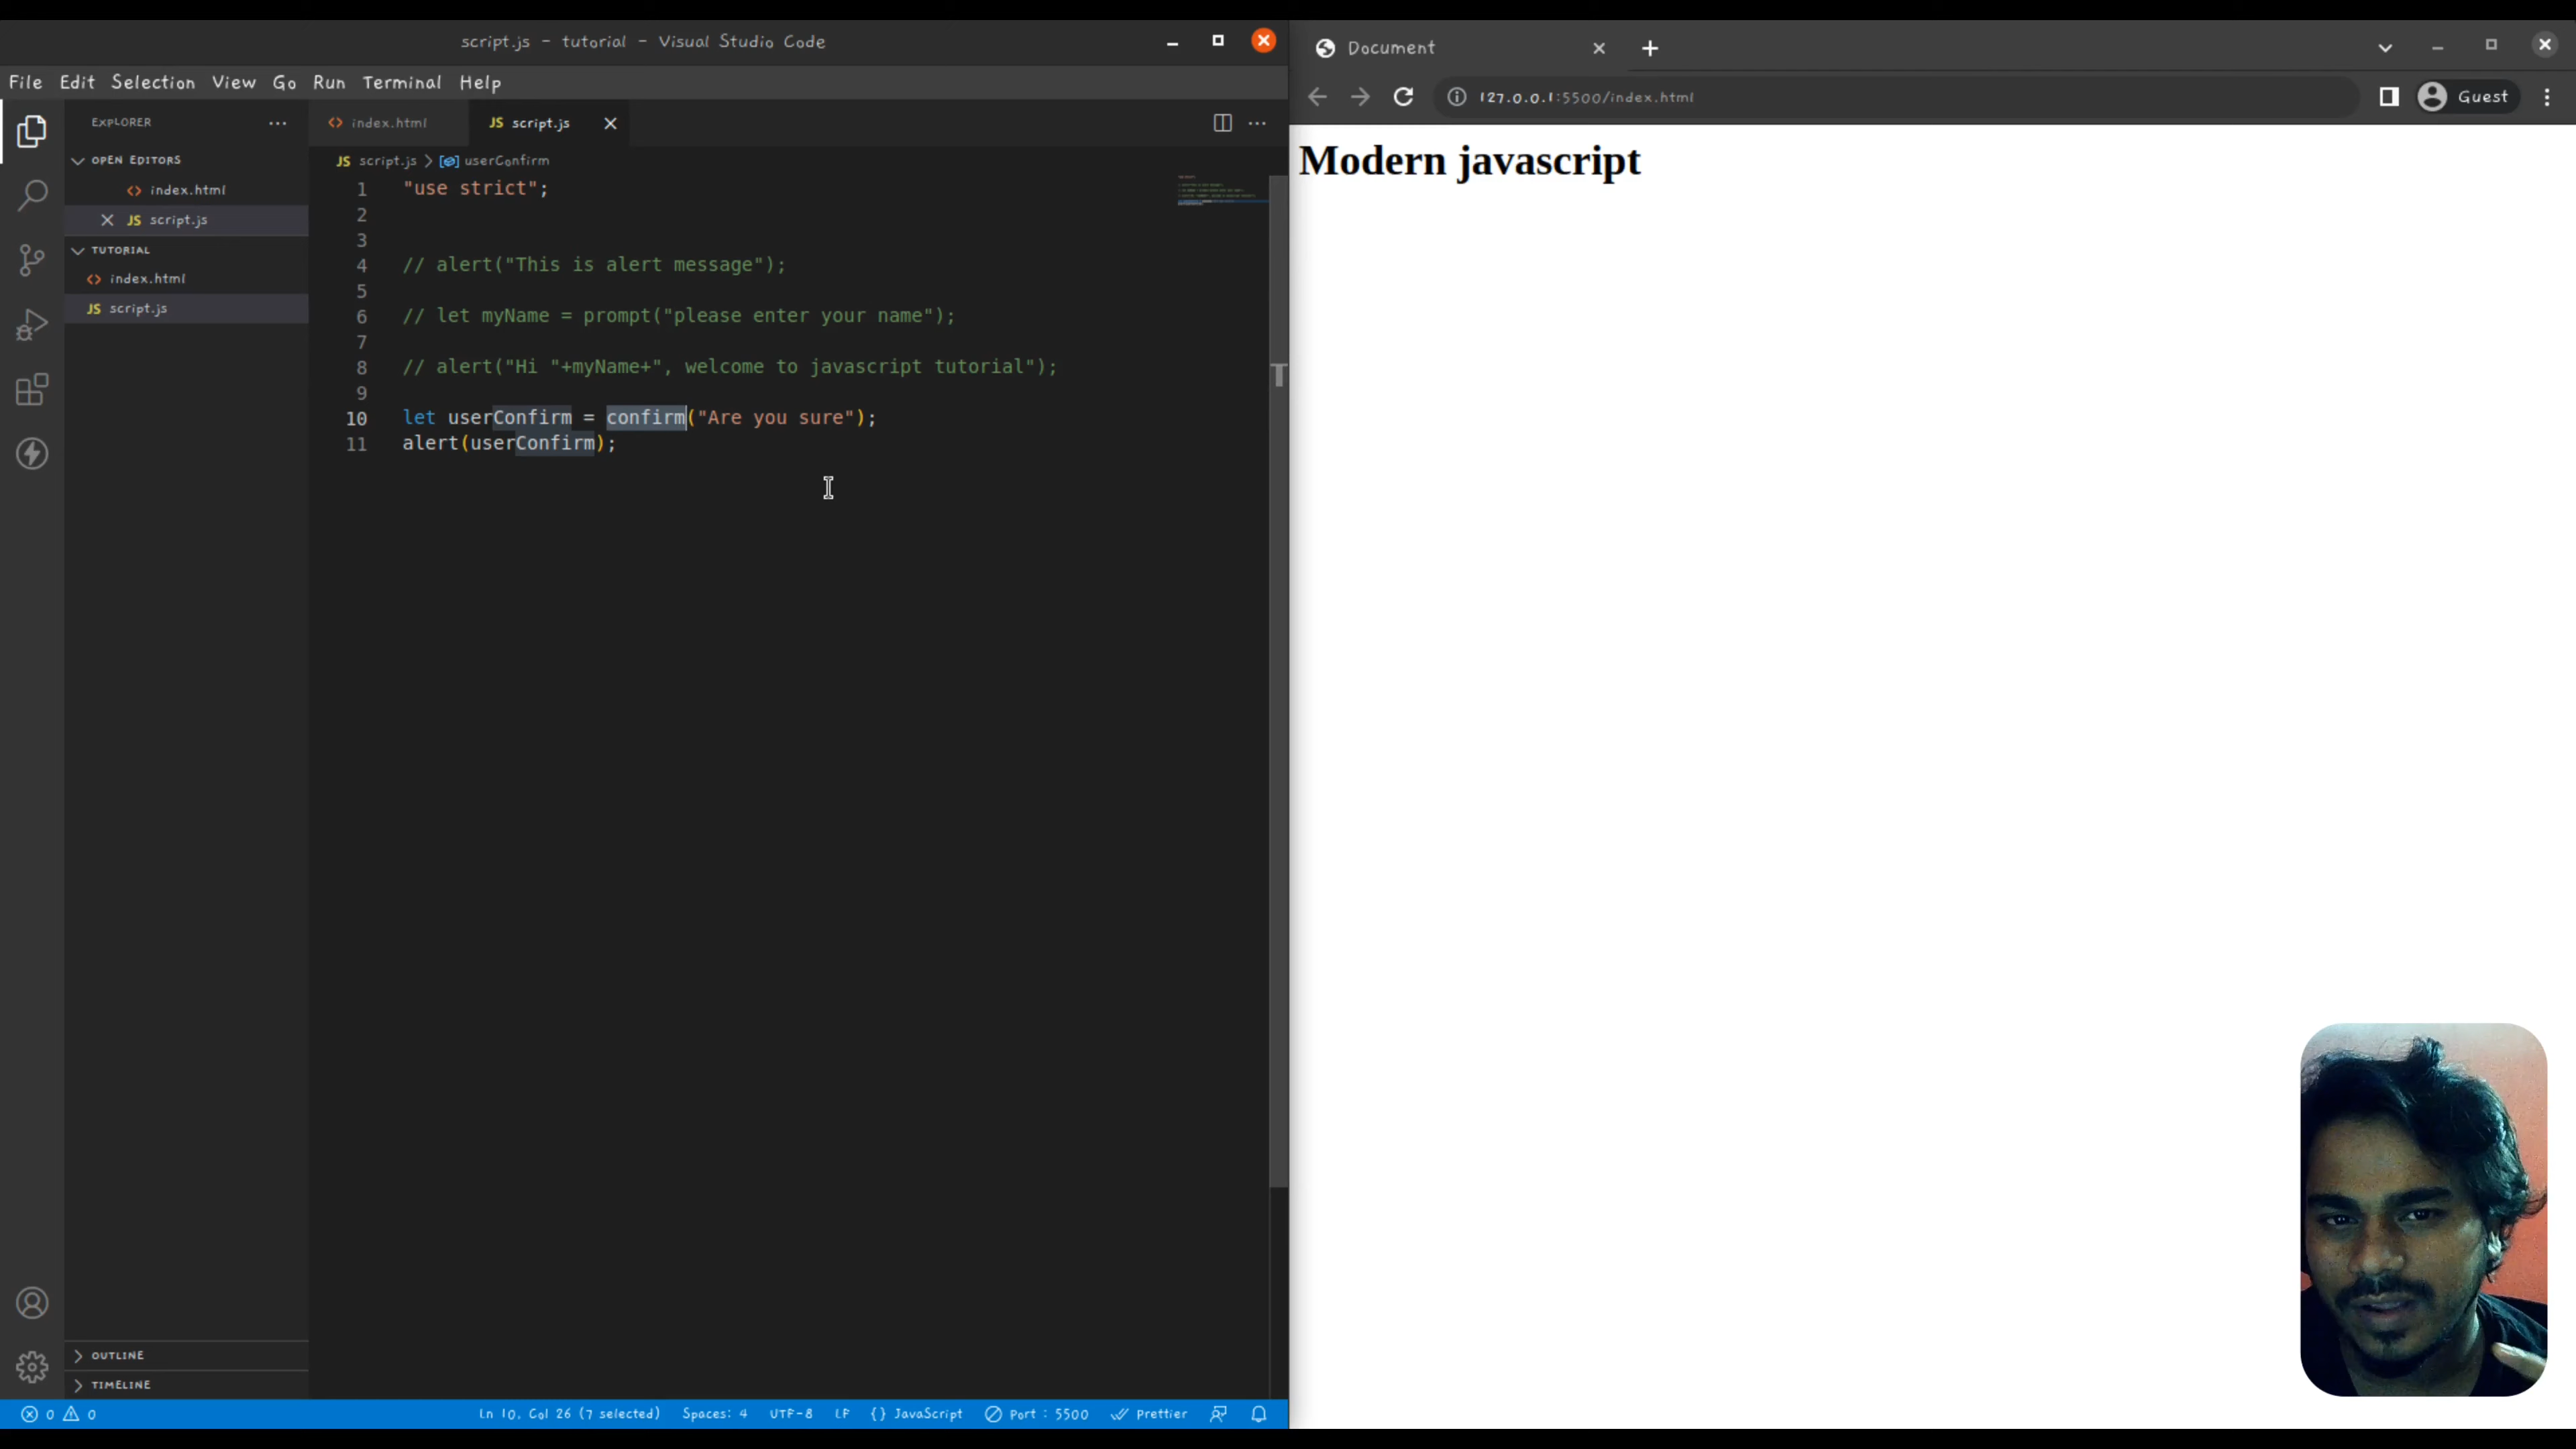 script.js - tutorial - Visual Studio Code
File Edit Selection View Go Run Terminal Help
EXPLORER
OPEN EDITORS
index.html
JS script.js
TUTORIAL
index.html
JS script.js
OUTLINE
TIMELINE
index.html JS script.js
JS script.js > userConfirm
1 "use strict";
2
3
4 // alert("This is alert message");
5
6 // let myName = prompt("please enter your name");
7
8 // alert("Hi "+myName+", welcome to javascript tutorial");
9
10 let userConfirm = confirm("Are you sure");
11 alert(userConfirm);
0 0 Ln 10, Col 26 (7 selected) Spaces: 4 UTF-8 LF {} JavaScript Port : 5500 Prettier
Document
127.0.0.1:5500/index.html Guest
Modern javascript